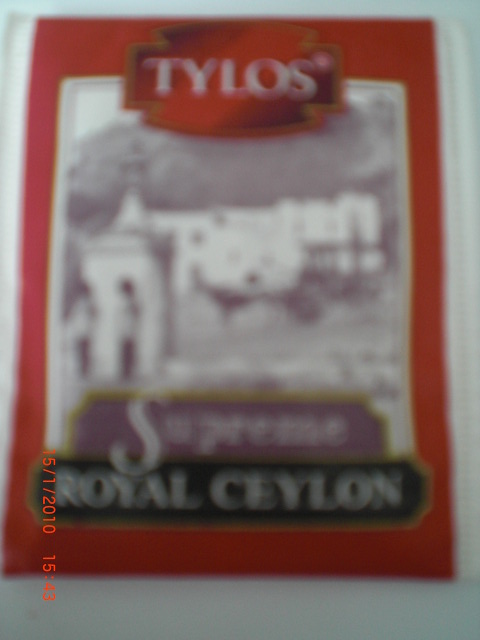 TYLOS®
Supreme
ROYAL CEYLON
15/1/2010 15:43